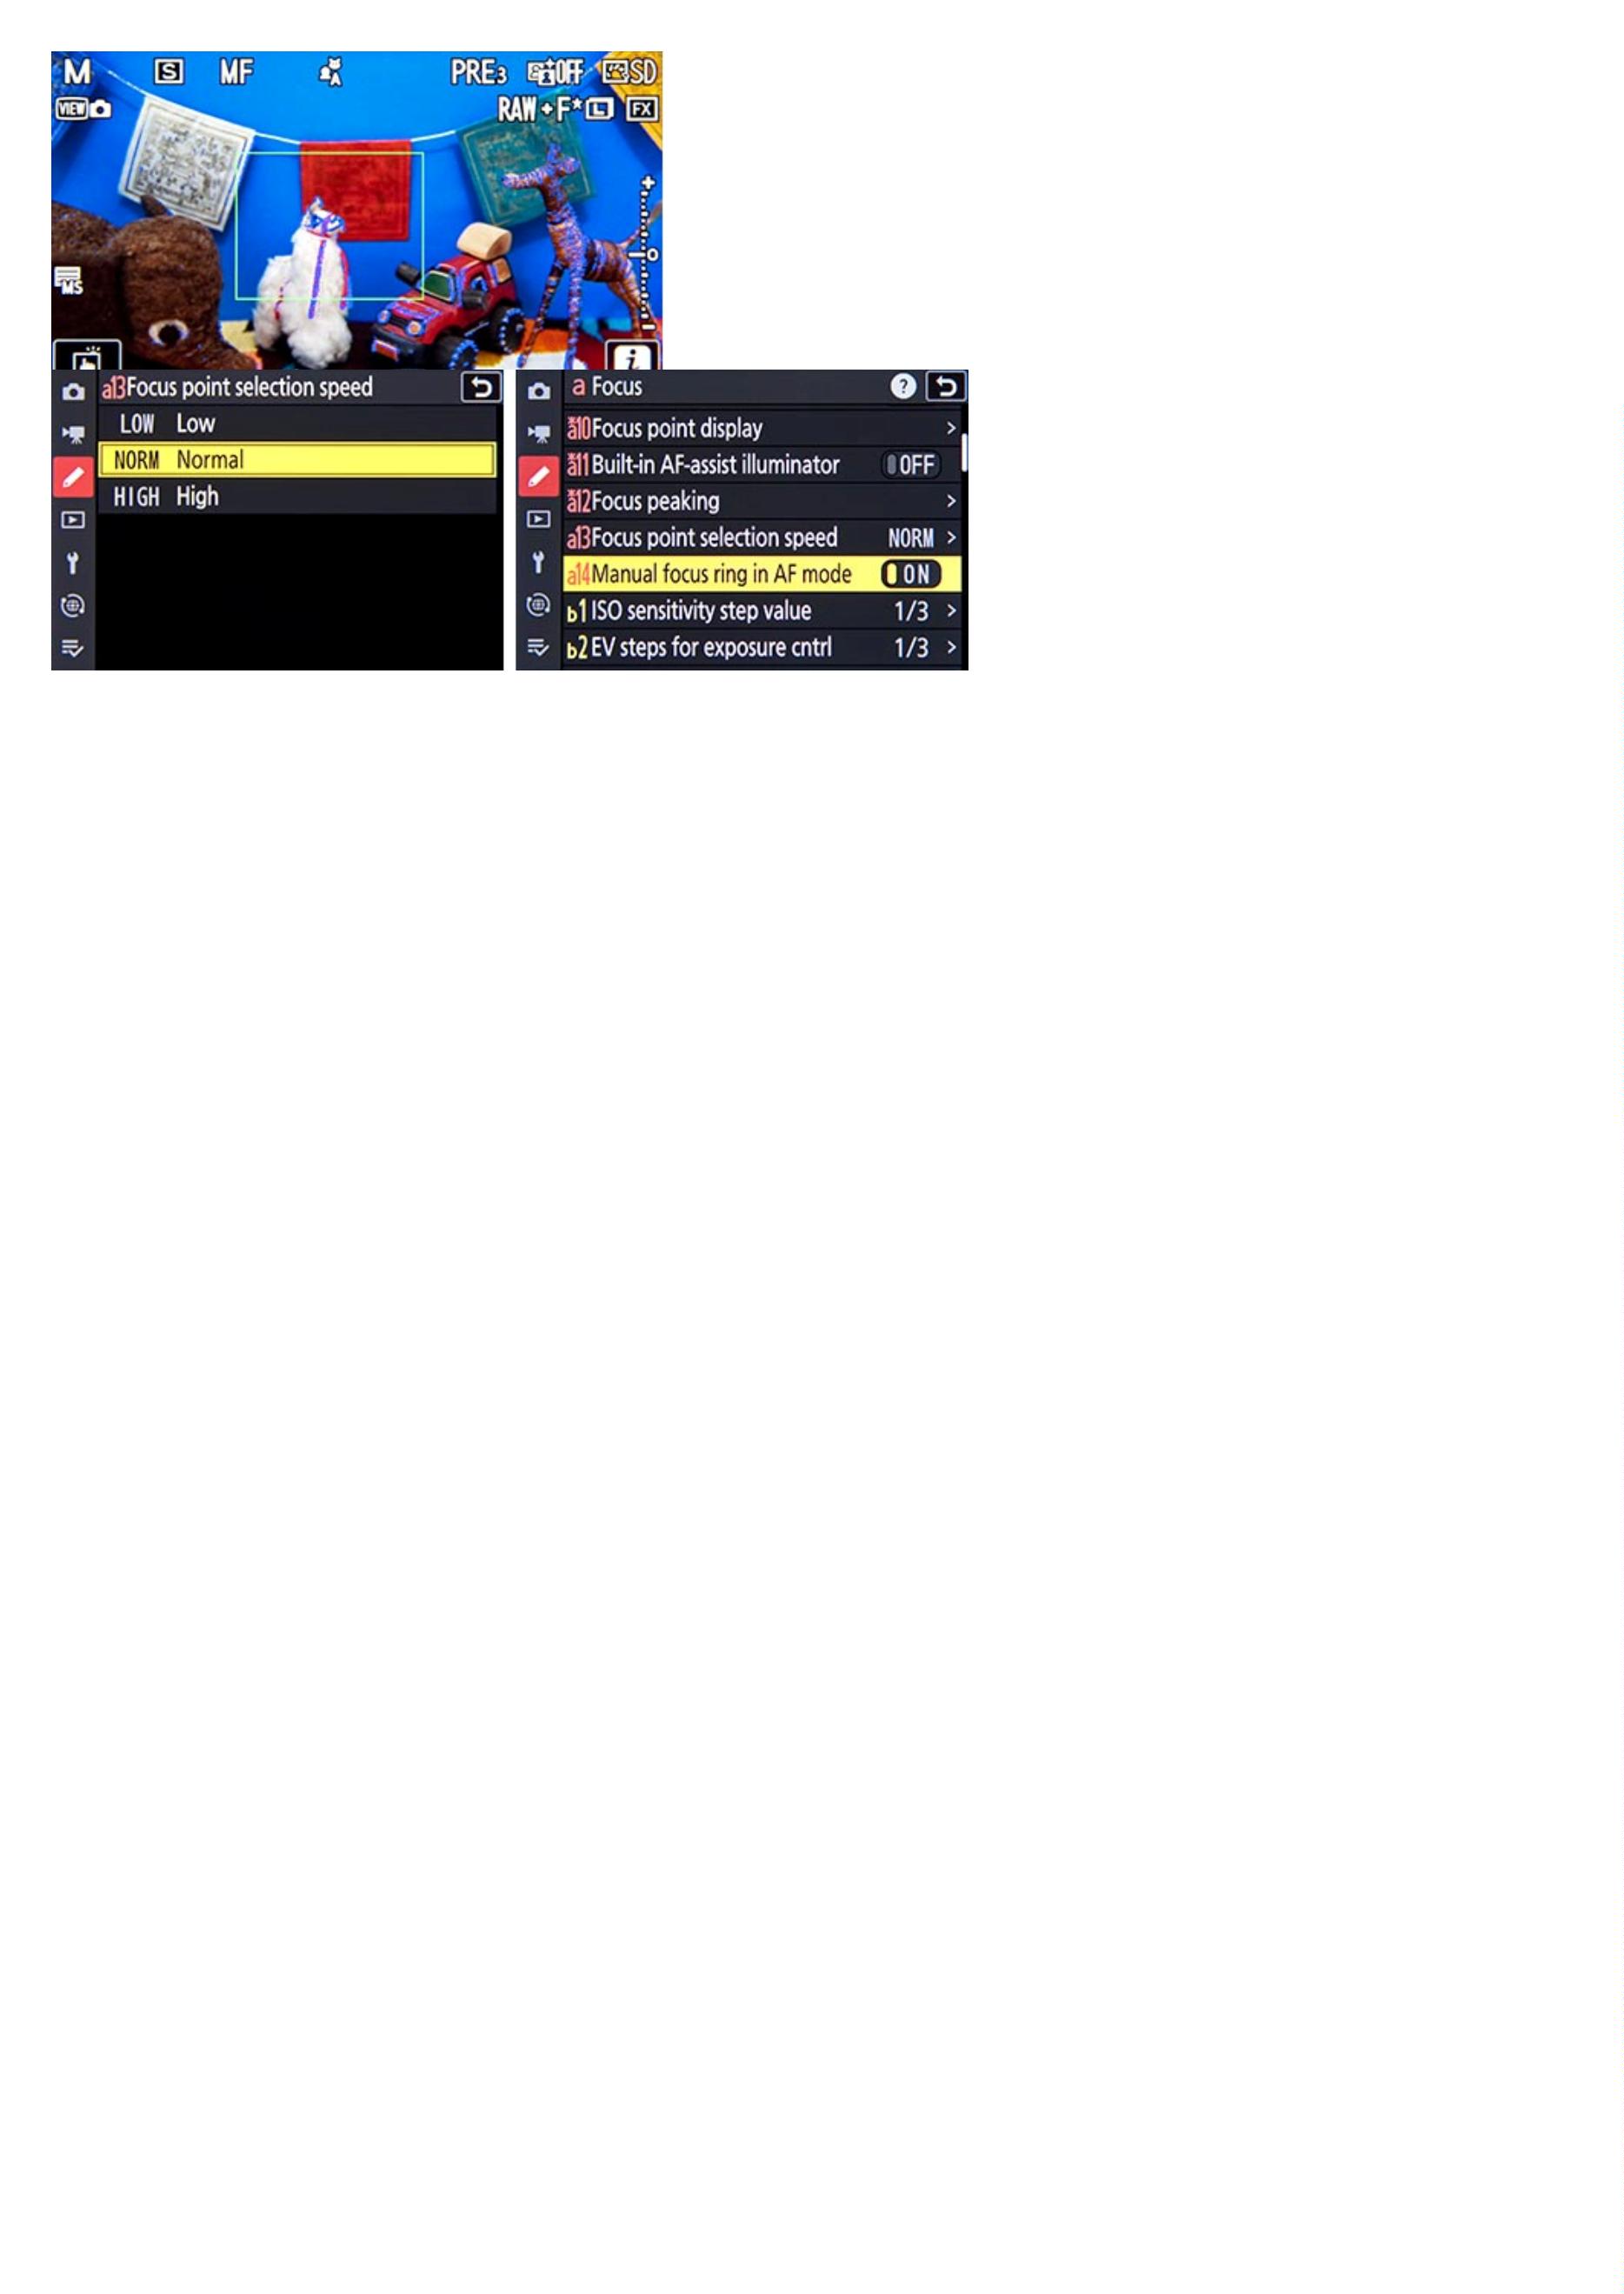 M S MF A PRE3 OFF SD
VIEW RAW+F★ L FX
+
0
MS
-
i
a13 Focus point selection speed
LOW Low
NORM Normal
HIGH High
a Focus ?
a10 Focus point display >
a11 Built-in AF-assist illuminator OFF
a12 Focus peaking >
a13 Focus point selection speed NORM >
a14 Manual focus ring in AF mode ON
b1 ISO sensitivity step value 1/3 >
b2 EV steps for exposure cntrl 1/3 >